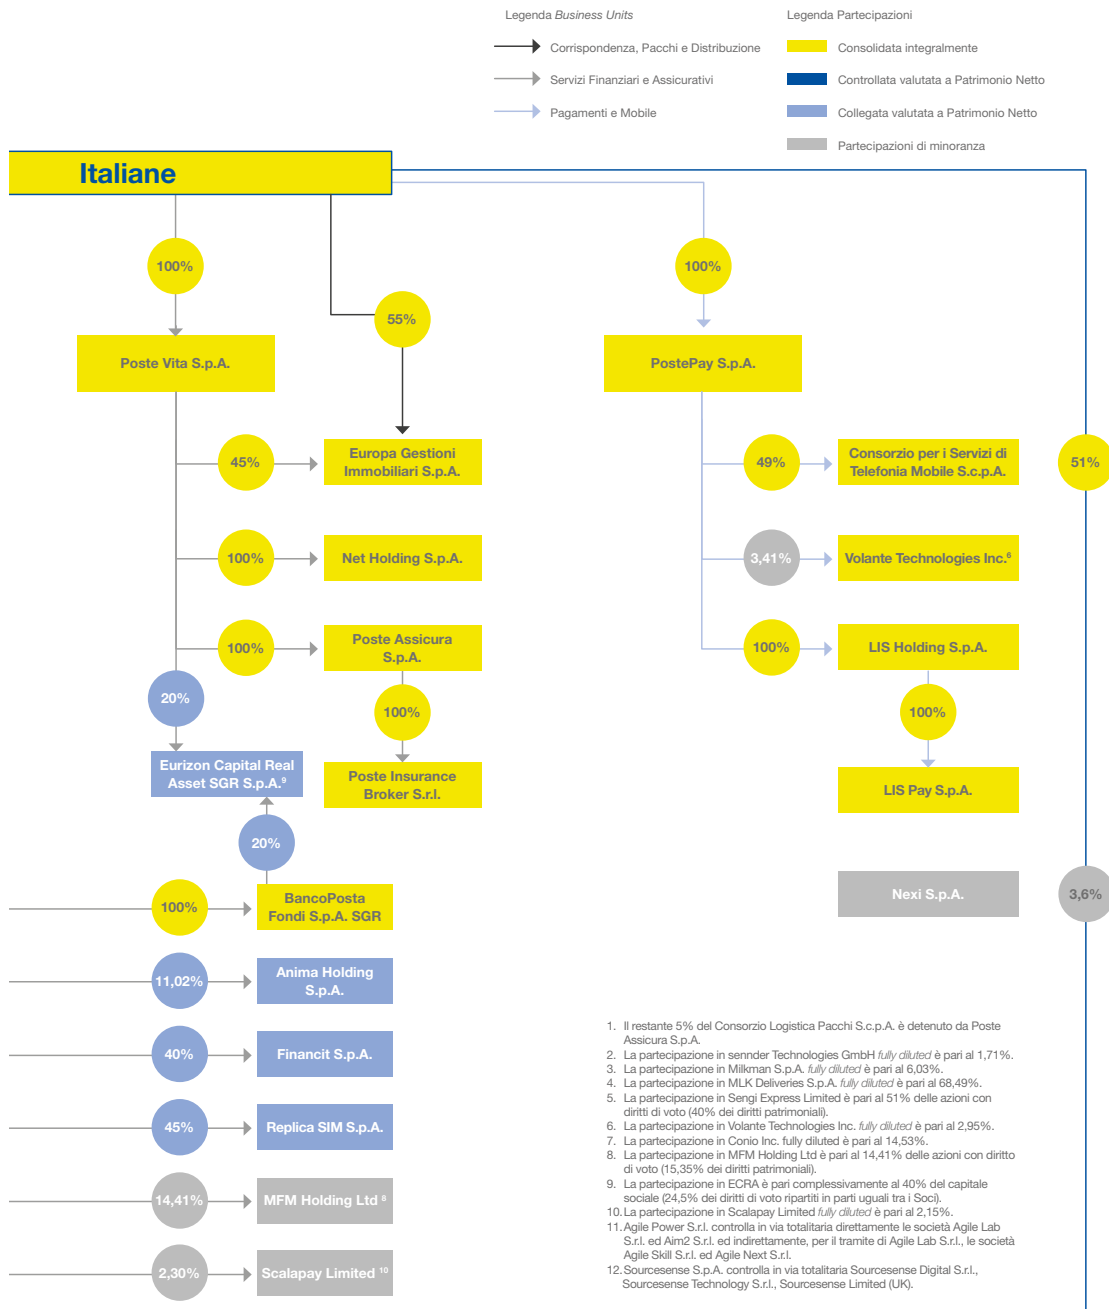 Legenda Business Units
Corrispondenza, Pacchi e Distribuzione
Servizi Finanziari e Assicurativi
Pagamenti e Mobile
Legenda Partecipazioni
Consolidata integralmente
Controllata valutata a Patrimonio Netto
Collegata valutata a Patrimonio Netto
Partecipazioni di minoranza
Italiane
100%
55%
100%
Poste Vita S.p.A.
PostePay S.p.A.
45%
Europa Gestioni
Immobiliari S.p.A.
49%
Consorzio per i Servizi di
Telefonia Mobile S.c.p.A.
51%
100%
Net Holding S.p.A.
3,41%
Volante Technologies Inc.⁶
100%
Poste Assicura
S.p.A.
100%
LIS Holding S.p.A.
20%
100%
100%
Eurizon Capital Real
Asset SGR S.p.A.⁹
Poste Insurance
Broker S.r.l.
LIS Pay S.p.A.
20%
100%
BancoPosta
Fondi S.p.A. SGR
Nexi S.p.A.
3,6%
11,02%
Anima Holding
S.p.A.
40%
Financit S.p.A.
45%
Replica SIM S.p.A.
14,41%
MFM Holding Ltd ⁸
2,30%
Scalapay Limited ¹⁰
1. Il restante 5% del Consorzio Logistica Pacchi S.c.p.A. è detenuto da Poste
Assicura S.p.A.
2. La partecipazione in sennder Technologies GmbH fully diluted è pari al 1,71%.
3. La partecipazione in Milkman S.p.A. fully diluted è pari al 6,03%.
4. La partecipazione in MLK Deliveries S.p.A. fully diluted è pari al 68,49%.
5. La partecipazione in Sengi Express Limited è pari al 51% delle azioni con
diritti di voto (40% dei diritti patrimoniali).
6. La partecipazione in Volante Technologies Inc. fully diluted è pari al 2,95%.
7. La partecipazione in Conio Inc. fully diluted è pari al 14,53%.
8. La partecipazione in MFM Holding Ltd è pari al 14,41% delle azioni con diritto
di voto (15,35% dei diritti patrimoniali).
9. La partecipazione in ECRA è pari complessivamente al 40% del capitale
sociale (24,5% dei diritti di voto ripartiti in parti uguali tra i Soci).
10. La partecipazione in Scalapay Limited fully diluted è pari al 2,15%.
11. Agile Power S.r.l. controlla in via totalitaria direttamente le società Agile Lab
S.r.l. ed Aim2 S.r.l. ed indirettamente, per il tramite di Agile Lab S.r.l., le società
Agile Skill S.r.l. ed Agile Next S.r.l.
12. Sourcesense S.p.A. controlla in via totalitaria Sourcesense Digital S.r.l.,
Sourcesense Technology S.r.l., Sourcesense Limited (UK).